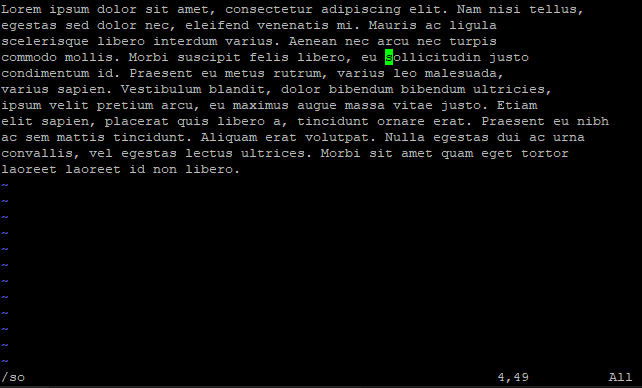 Lorem ipsum dolor sit amet, consectetur adipiscing elit. Nam nisi tellus,
egestas sed dolor nec, eleifend venenatis mi. Mauris ac ligula
scelerisque libero interdum varius. Aenean nec arcu nec turpis
commodo mollis. Morbi suscipit felis libero, eu sollicitudin justo
condimentum id. Praesent eu metus rutrum, varius leo malesuada,
varius sapien. Vestibulum blandit, dolor bibendum bibendum ultricies,
ipsum velit pretium arcu, eu maximus augue massa vitae justo. Etiam
elit sapien, placerat quis libero a, tincidunt ornare erat. Praesent eu nibh
ac sem mattis tincidunt. Aliquam erat volutpat. Nulla egestas dui ac urna
convallis, vel egestas lectus ultrices. Morbi sit amet quam eget tortor
laoreet laoreet id non libero.
~
~
~
~
~
~
~
~
~
~
~
~
/so 4,49 All